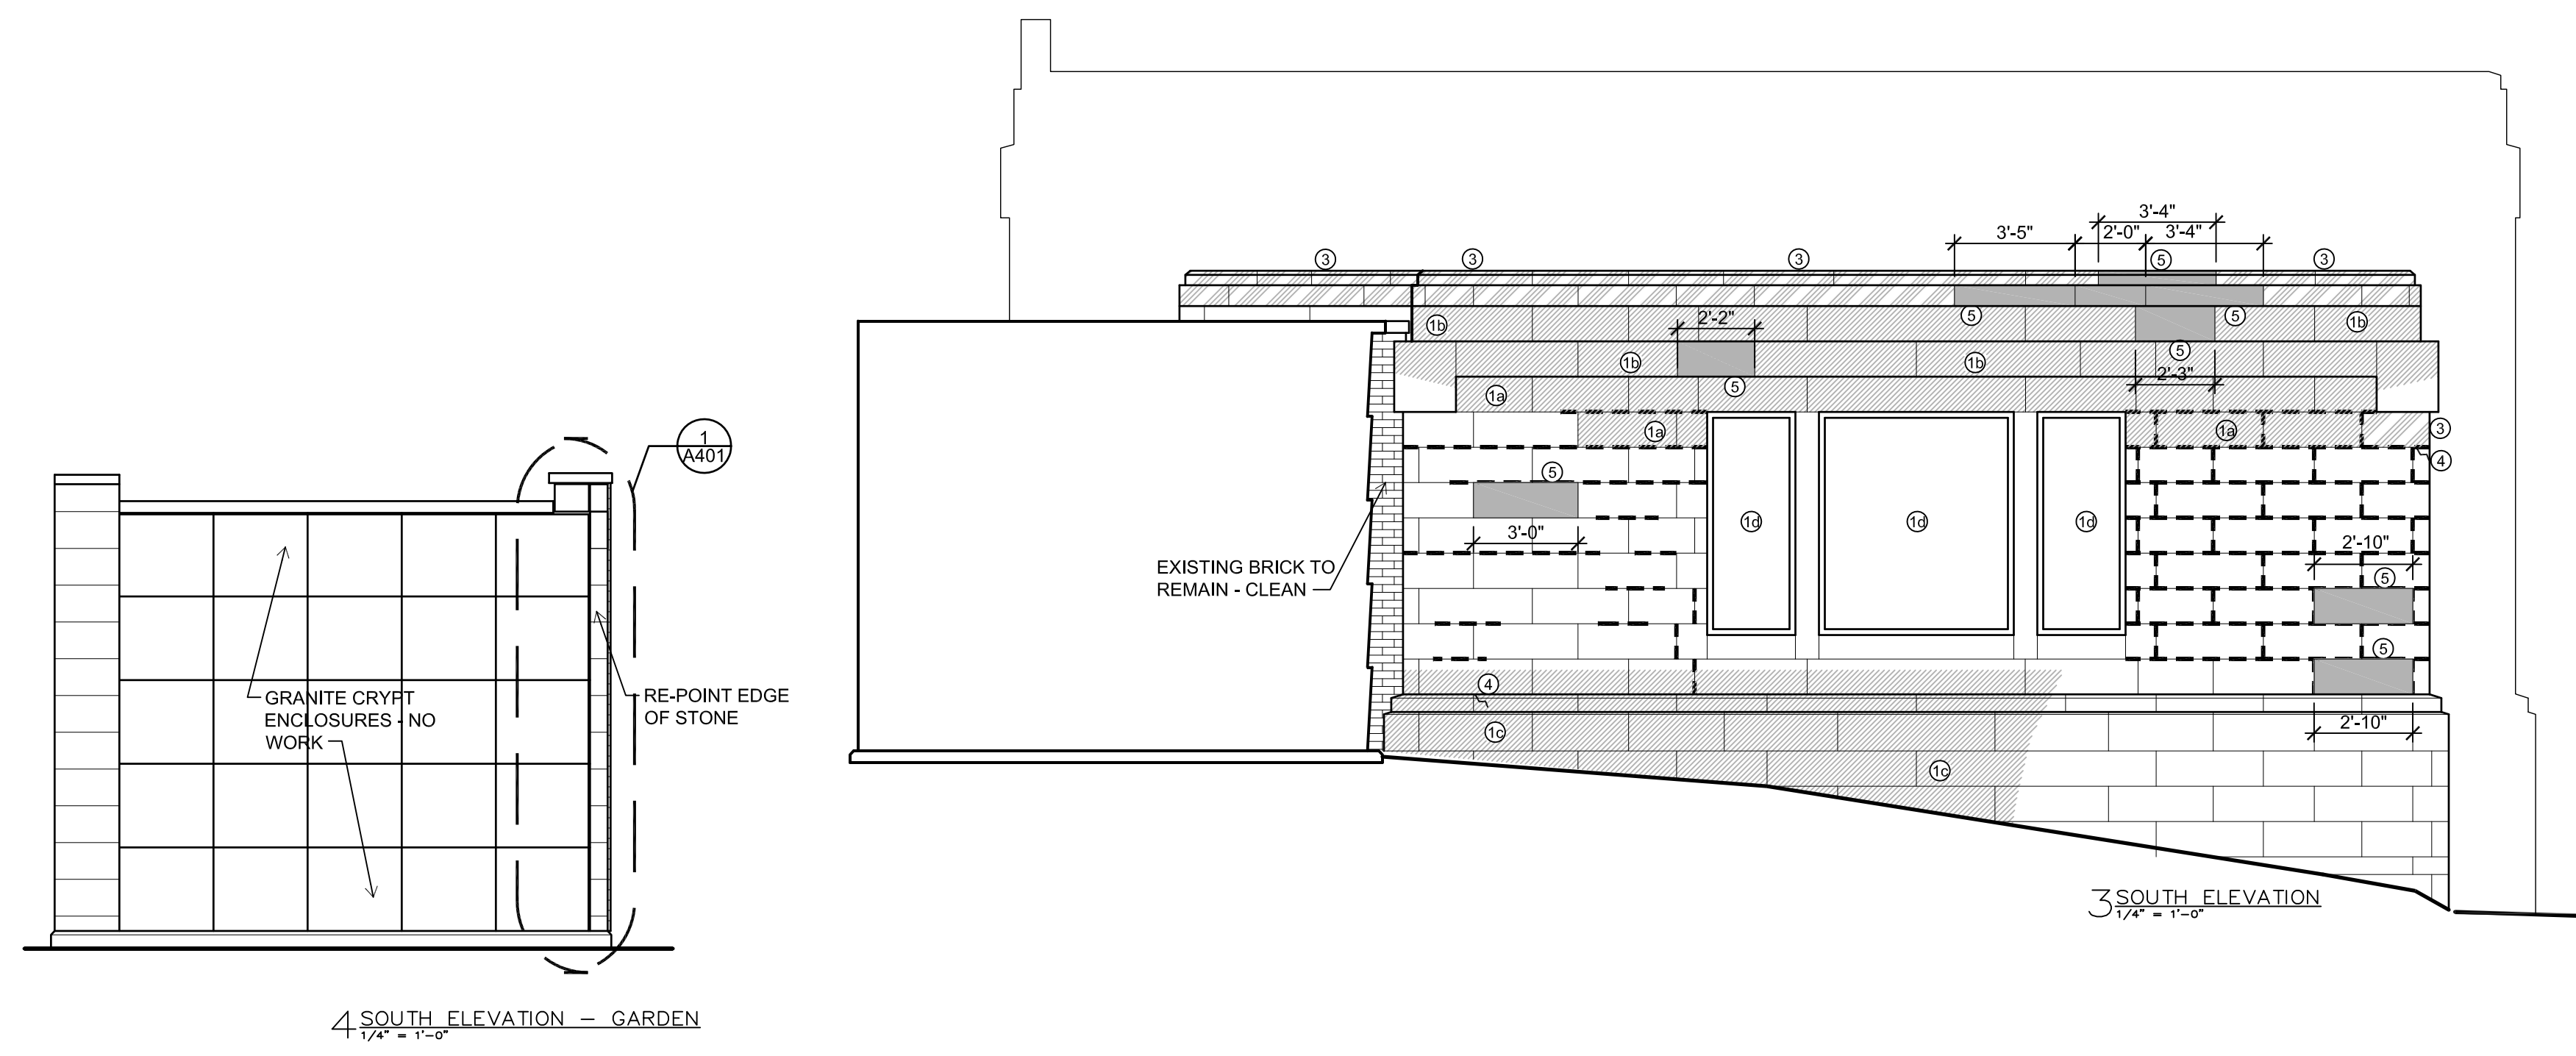 3'-4"
3'-5"
2'-0"
3'-4"
3
3
3
5
3
1b
2'-2"
5
5
1b
1b
1b
5
5
2'-3"
1a
1a
1a
3
4
5
1d
1d
1d
3'-0"
2'-10"
5
EXISTING BRICK TO
REMAIN - CLEAN
5
4
2'-10"
1c
1c
3 SOUTH ELEVATION
1/4" = 1'-0"
1
A401
GRANITE CRYPT
ENCLOSURES - NO
WORK
RE-POINT EDGE
OF STONE
4 SOUTH ELEVATION - GARDEN
1/4" = 1'-0"